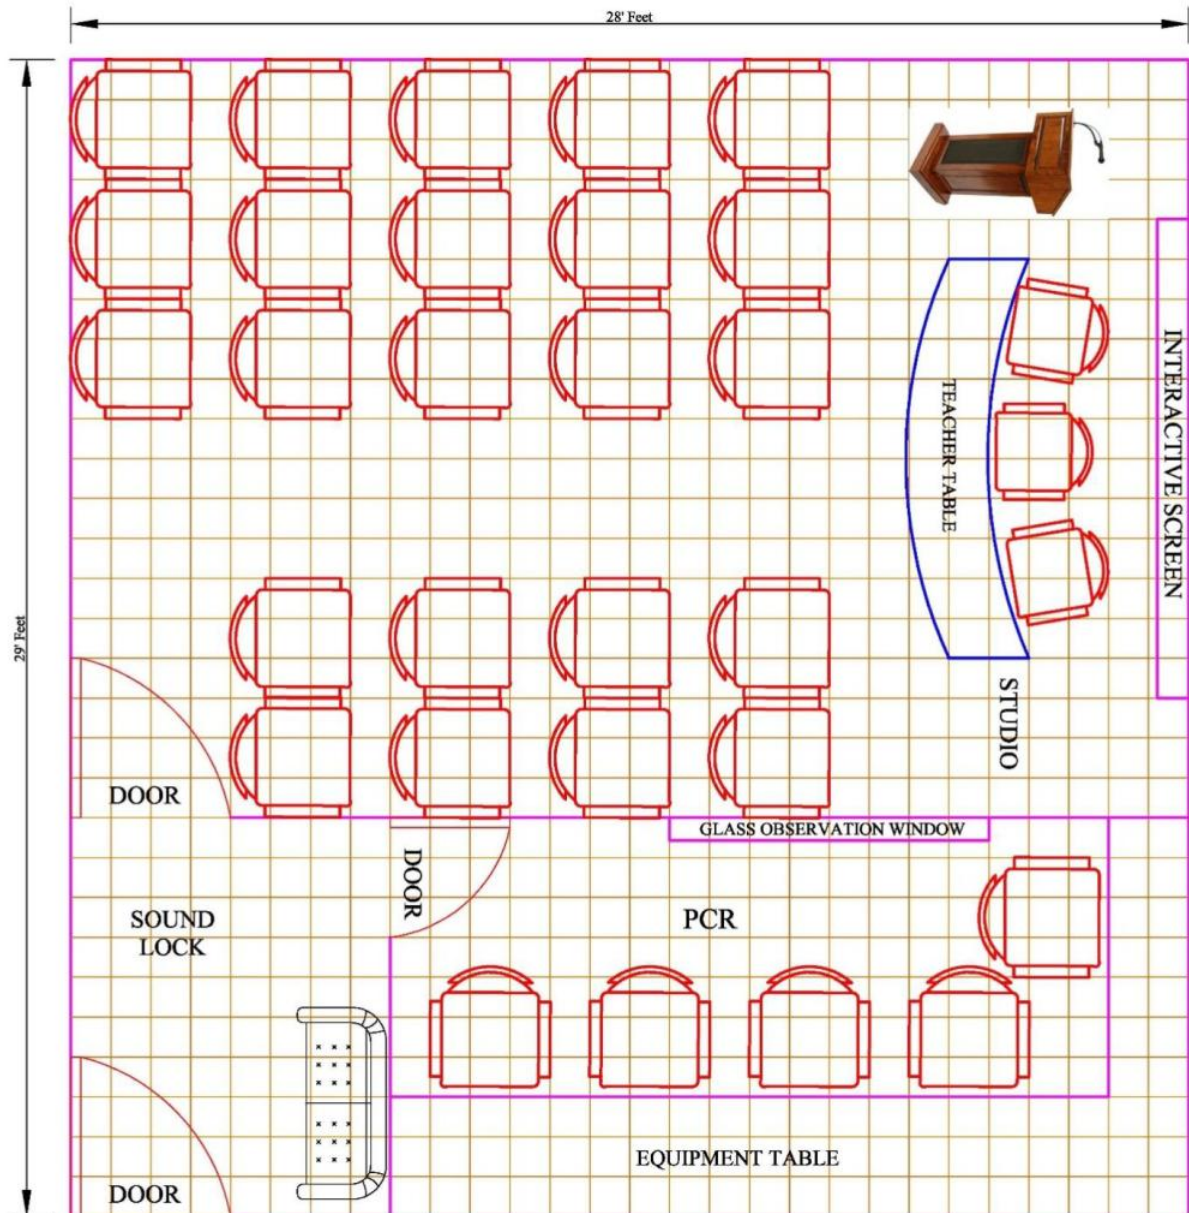 28' Feet
29' Feet
INTERACTIVE SCREEN
TEACHER TABLE
STUDIO
DOOR
GLASS OBSERVATION WINDOW
DOOR
SOUND
LOCK
PCR
EQUIPMENT TABLE
DOOR